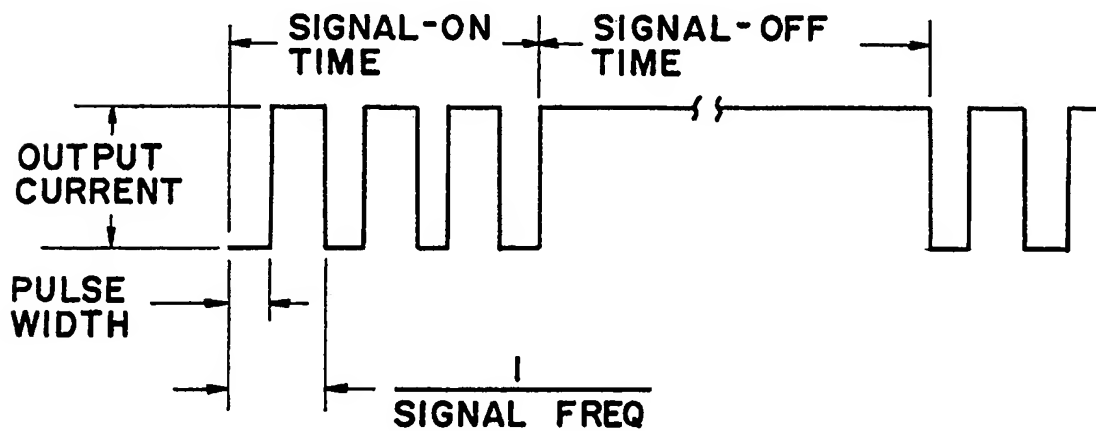 SIGNAL-ON
TIME
SIGNAL-OFF
TIME
OUTPUT
CURRENT
PULSE
WIDTH
1
SIGNAL FREQ